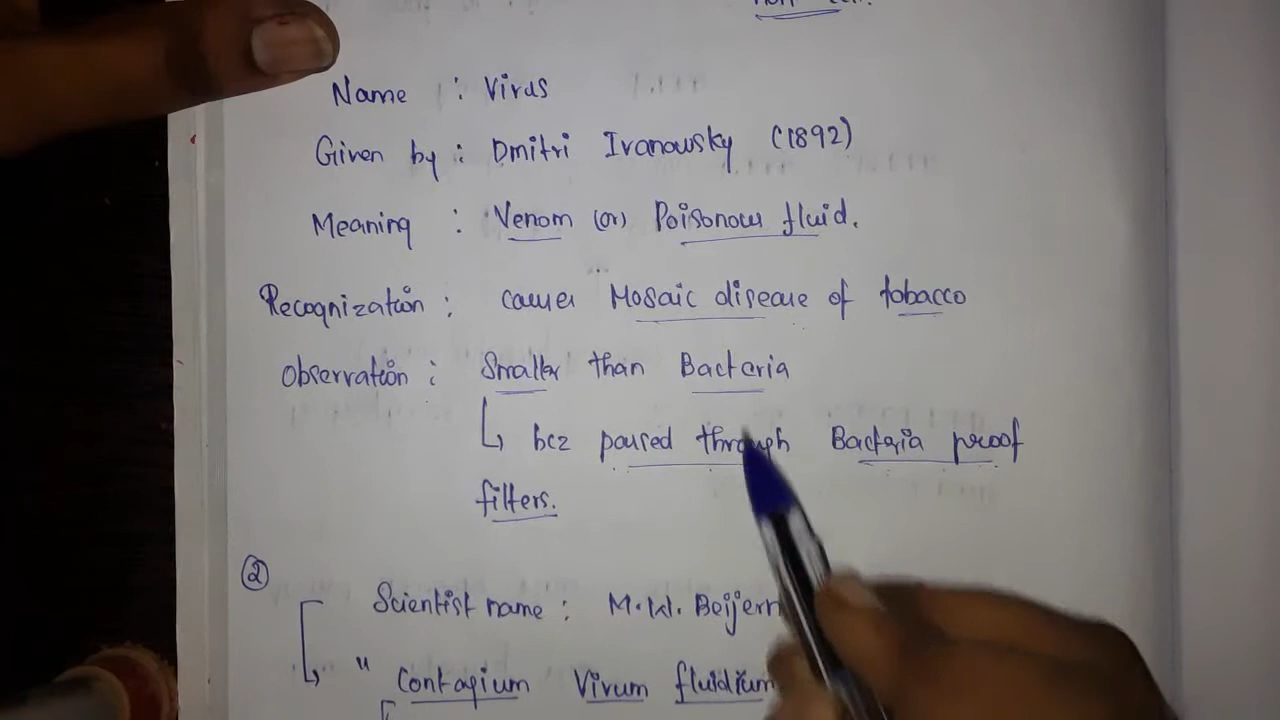 Name : Virus
Given by : Dmitri Ivanowsky (1892)
Meaning : Venom (or) Poisonous fluid.
Recognization : causes Mosaic disease of tobacco
Observation : Smaller than Bacteria
↳ bcz passed through Bacteria proof
filters.
②
Scientist name : M.W. Beijern
" Contagium Vivum fluidium